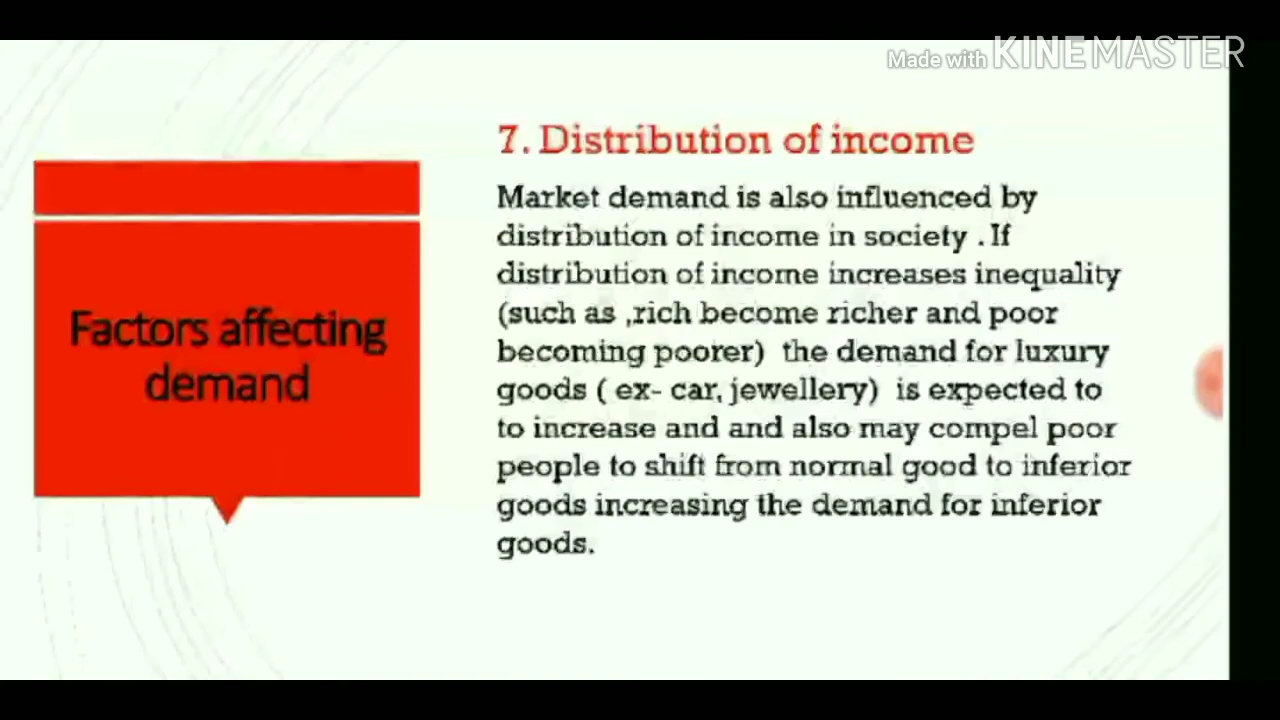 Made with KINEMASTER
7. Distribution of income
Market demand is also influenced by
distribution of income in society . If
distribution of income increases inequality
(such as ,rich become richer and poor
becoming poorer) the demand for luxury
goods ( ex- car, jewellery) is expected to
to increase and and also may compel poor
people to shift from normal good to inferior
goods increasing the demand for inferior
goods.
Factors affecting
demand